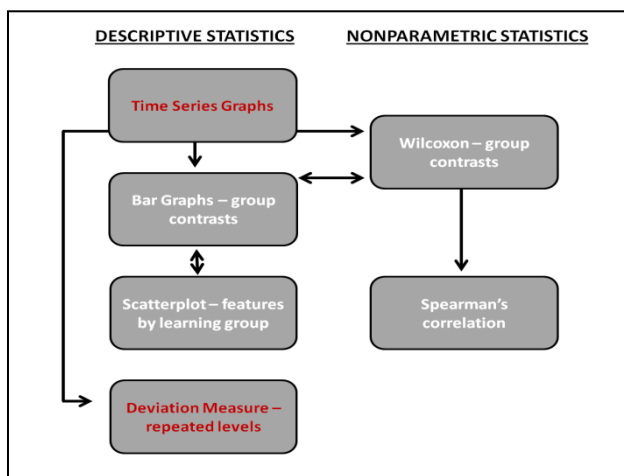 DESCRIPTIVE STATISTICS
NONPARAMETRIC STATISTICS
Time Series Graphs
Wilcoxon – group
contrasts
Bar Graphs – group
contrasts
Scatterplot – features
by learning group
Spearman's
correlation
Deviation Measure –
repeated levels